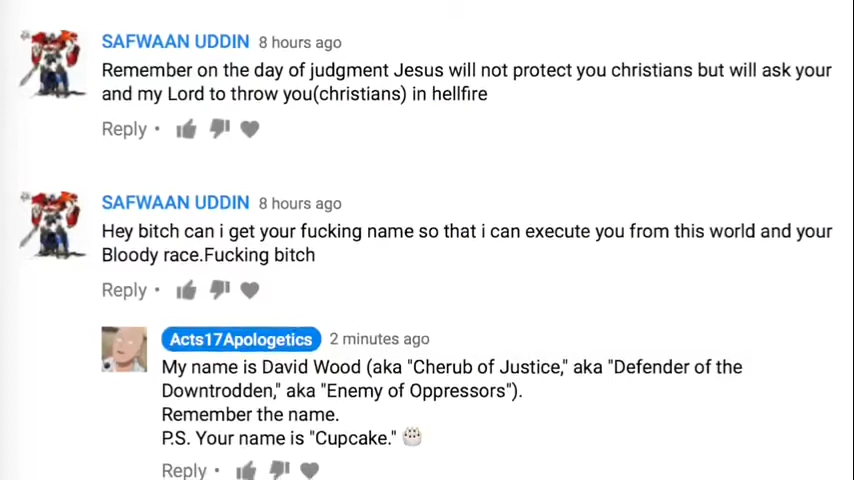 SAFWAAN UDDIN 8 hours ago
Remember on the day of judgment Jesus will not protect you christians but will ask your
and my Lord to throw you(christians) in hellfire
Reply •
SAFWAAN UDDIN 8 hours ago
Hey bitch can i get your fucking name so that i can execute you from this world and your
Bloody race.Fucking bitch
Reply •
Acts17Apologetics 2 minutes ago
My name is David Wood (aka "Cherub of Justice," aka "Defender of the
Downtrodden," aka "Enemy of Oppressors").
Remember the name.
P.S. Your name is "Cupcake." 🎂
Reply •